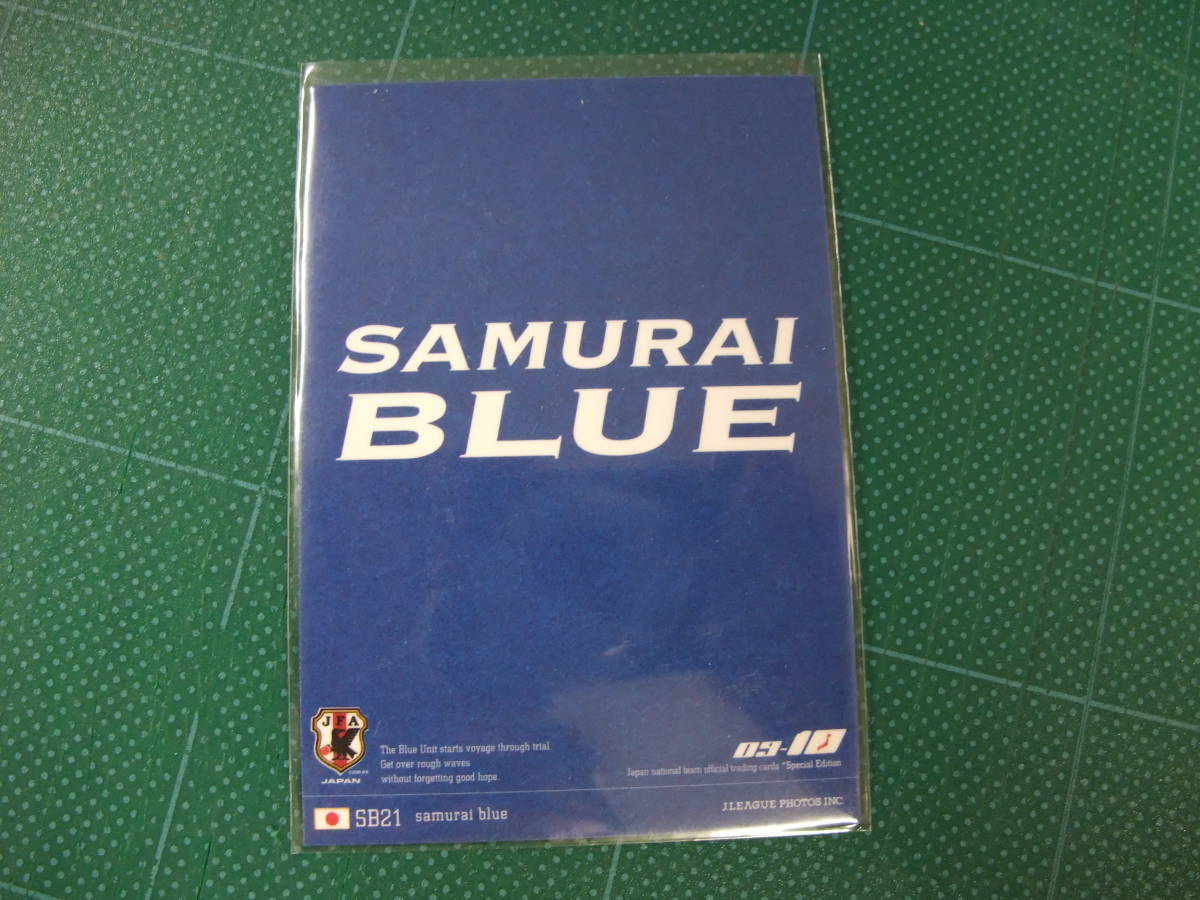 SAMURAI
BLUE
JFA
JAPAN
The Blue Unit starts voyage through trial.
Get over rough waves
without forgetting good hope.
09-10
Japan national team official trading cards *Special Edition
SB21 samurai blue
J.LEAGUE PHOTOS INC.